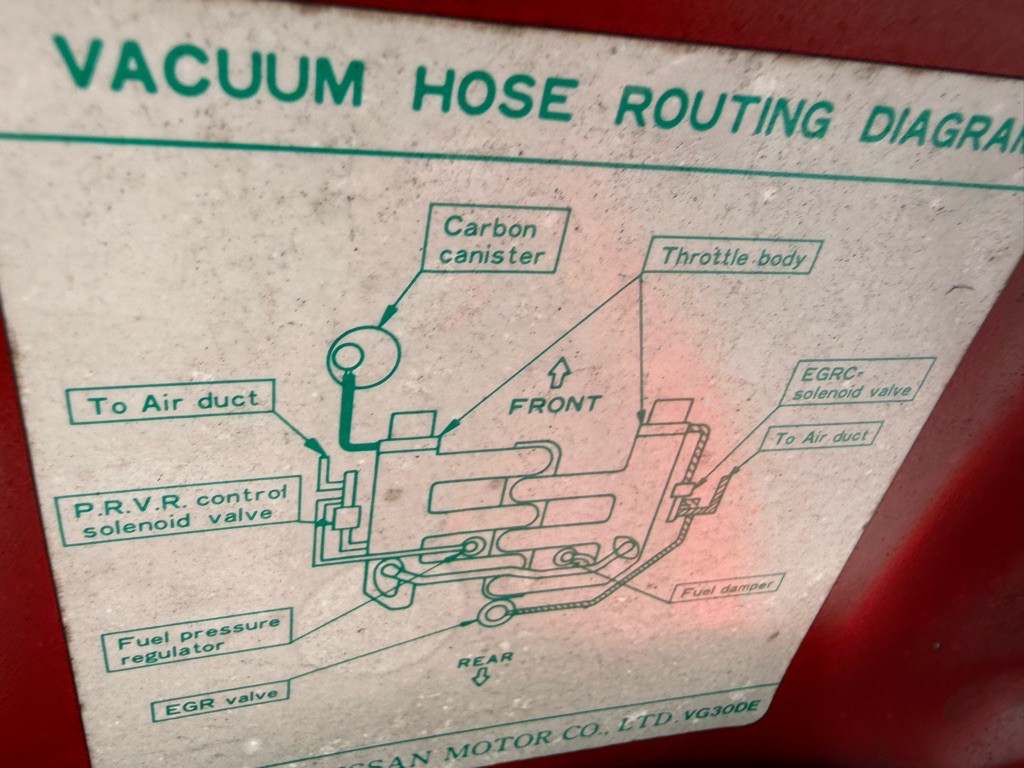 VACUUM HOSE ROUTING DIAGRAM
Carbon
canister
Throttle body
EGRC-
solenoid valve
To Air duct
FRONT
To Air duct
P.R.V.R. control
solenoid valve
Fuel damper
Fuel pressure
regulator
REAR
EGR valve
SSAN MOTOR CO., LTD. VG30DE